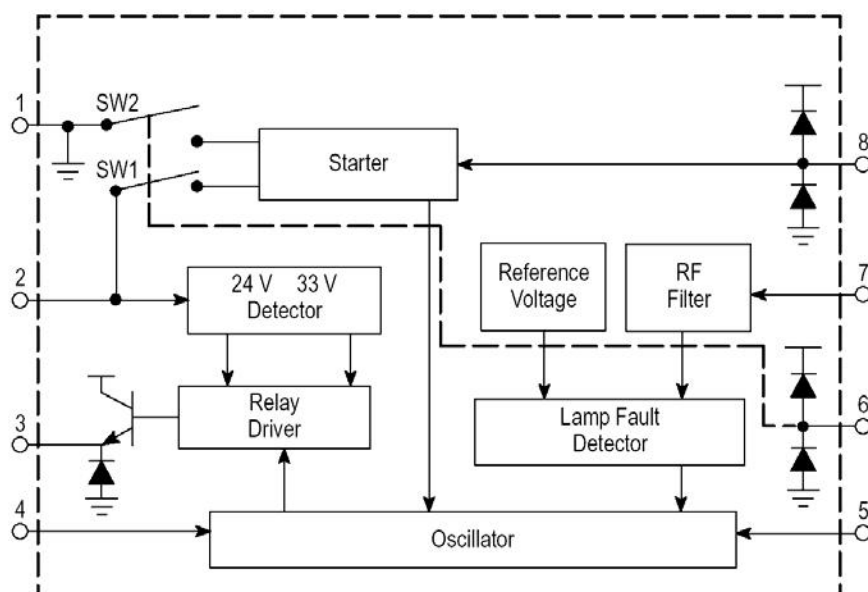 1
SW2
SW1
Starter
8
2
24 V 33 V
Detector
Reference
Voltage
RF
Filter
7
3
Relay
Driver
Lamp Fault
Detector
6
4
Oscillator
5